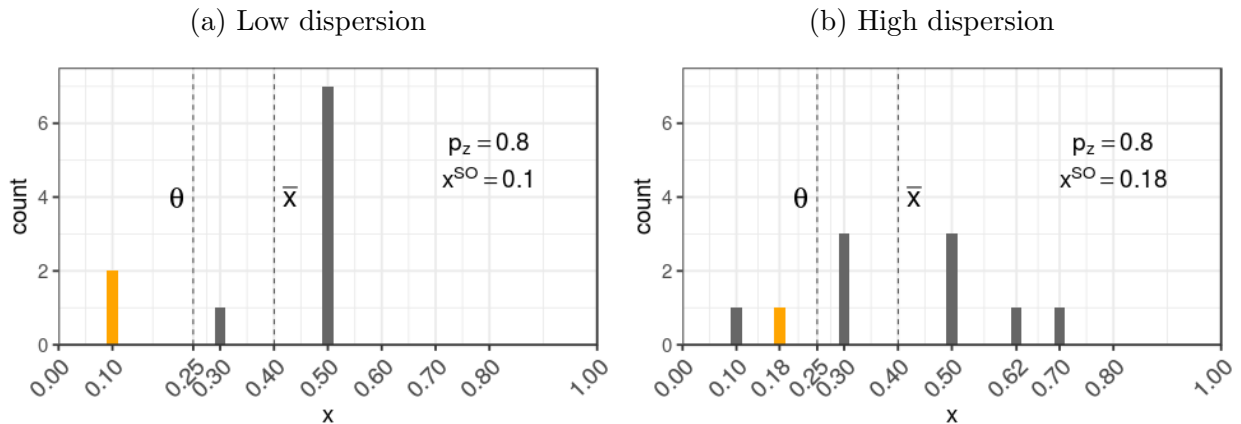 (a) Low dispersion
6
4
2
0
count
θ
x̄
p_z = 0.8
x^SO = 0.1
0.00
0.10
0.25
0.30
0.40
0.50
0.60
0.70
0.80
1.00
x
(b) High dispersion
6
4
2
0
count
θ
x̄
p_z = 0.8
x^SO = 0.18
0.00
0.10
0.18
0.25
0.30
0.40
0.50
0.62
0.70
0.80
1.00
x